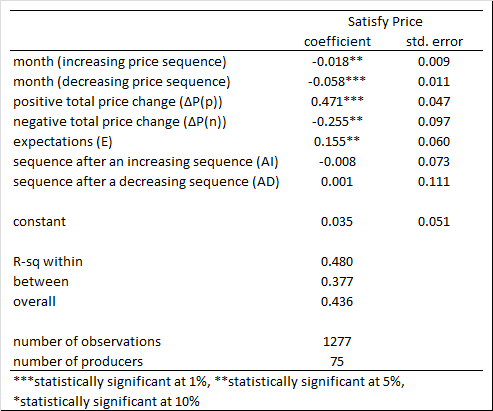 Satisfy Price
coefficient std. error
month (increasing price sequence) -0.018** 0.009
month (decreasing price sequence) -0.058*** 0.011
positive total price change (ΔP(p)) 0.471*** 0.047
negative total price change (ΔP(n)) -0.255** 0.097
expectations (E) 0.155** 0.060
sequence after an increasing sequence (AI) -0.008 0.073
sequence after a decreasing sequence (AD) 0.001 0.111
constant 0.035 0.051
R-sq within 0.480
between 0.377
overall 0.436
number of observations 1277
number of producers 75
***statistically significant at 1%, **statistically significant at 5%,
*statistically significant at 10%